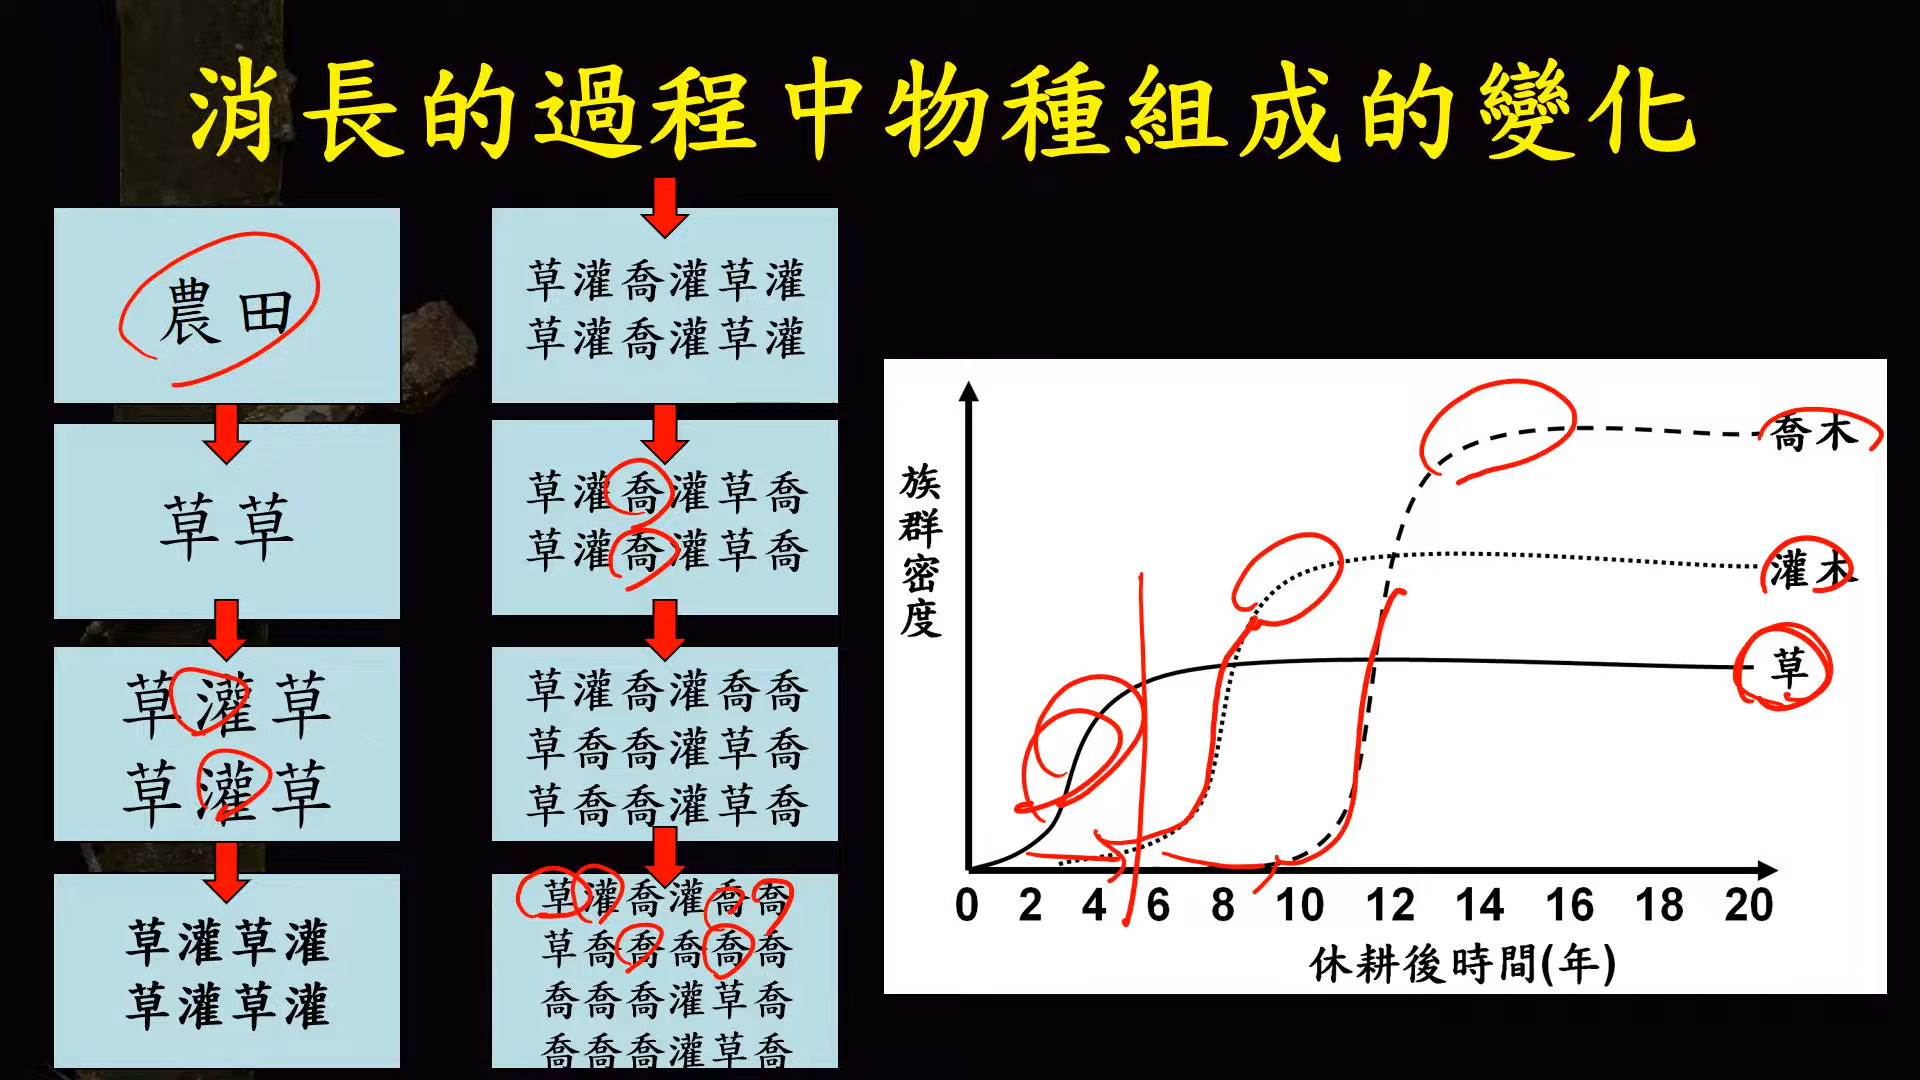 消長的過程中物種組成的變化
農田
草草
草灌草
草灌草
草灌草灌
草灌草灌
草灌喬灌草灌
草灌喬灌草灌
草灌喬灌草喬
草灌喬灌草喬
草灌喬灌喬喬
草喬喬灌草喬
草喬喬灌草喬
草灌喬灌喬喬
草喬喬喬喬喬
喬喬喬灌草喬
喬喬喬灌草喬
族群密度
喬木
灌木
草
0 2 4 6 8 10 12 14 16 18 20
休耕後時間(年)